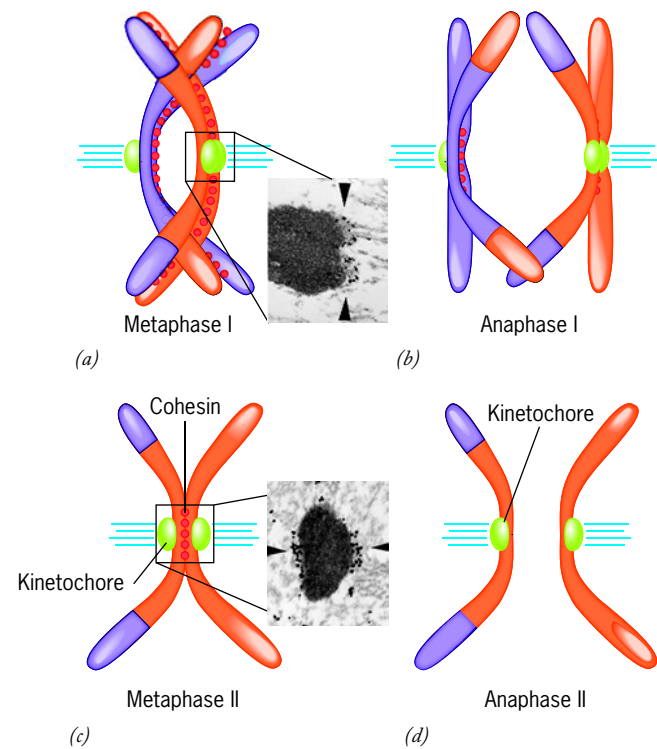 Metaphase I
Anaphase I
(a)
(b)
Cohesin
Kinetochore
Kinetochore
Metaphase II
Anaphase II
(c)
(d)